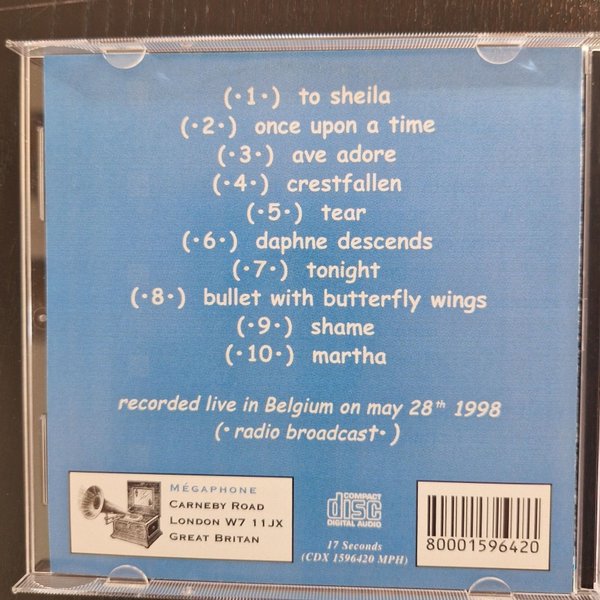 (·1·) to sheila
(·2·) once upon a time
(·3·) ave adore
(·4·) crestfallen
(·5·) tear
(·6·) daphne descends
(·7·) tonight
(·8·) bullet with butterfly wings
(·9·) shame
(·10·) martha
recorded live in Belgium on may 28th 1998
(· radio broadcast· )
MÉGAPHONE
CARNEBY ROAD
LONDON W7 11JX
GREAT BRITAN
COMPACT
disc
DIGITAL AUDIO
17 Seconds
(CDX 1596420 MPH)
80001596420